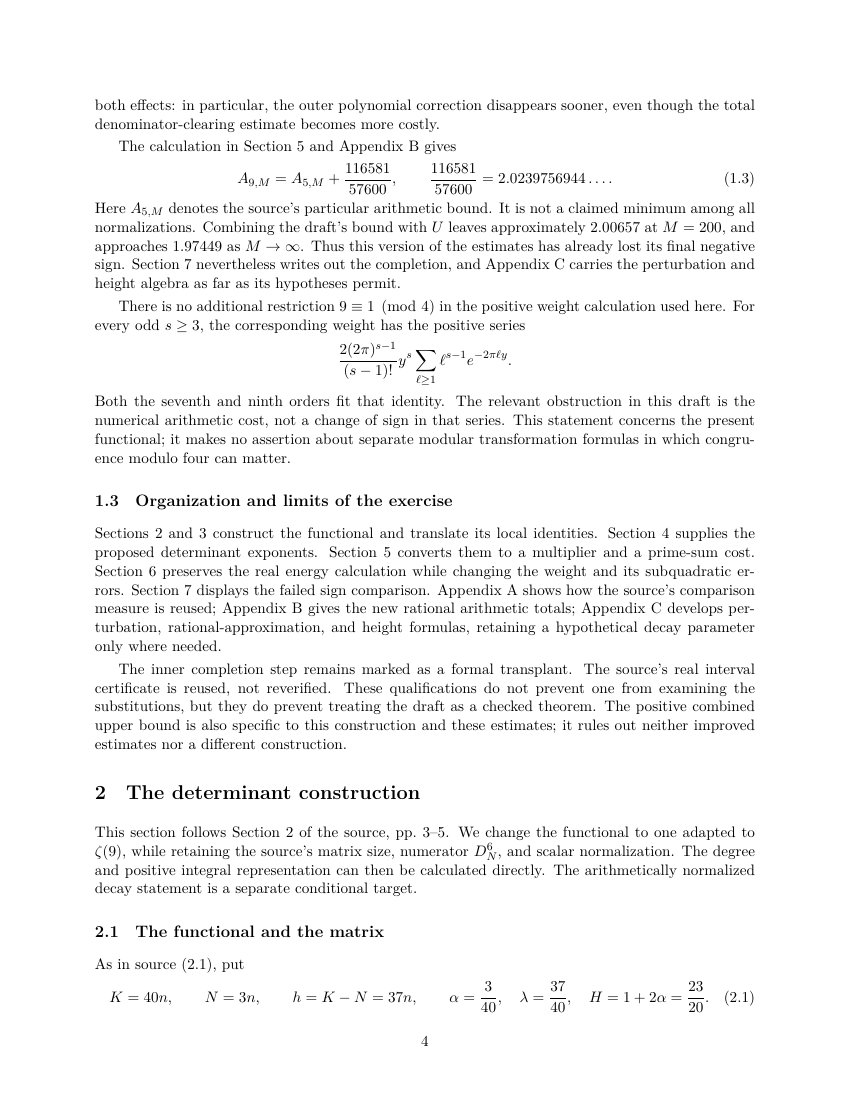 both effects: in particular, the outer polynomial correction disappears sooner, even though the total
denominator-clearing estimate becomes more costly.
The calculation in Section 5 and Appendix B gives
A_{9,M} = A_{5,M} + \frac{116581}{57600}, \frac{116581}{57600} = 2.0239756944 . . . . (1.3)
Here A_{5,M} denotes the source's particular arithmetic bound. It is not a claimed minimum among all
normalizations. Combining the draft's bound with U leaves approximately 2.00657 at M = 200, and
approaches 1.97449 as M → ∞. Thus this version of the estimates has already lost its final negative
sign. Section 7 nevertheless writes out the completion, and Appendix C carries the perturbation and
height algebra as far as its hypotheses permit.
There is no additional restriction 9 ≡ 1 (mod 4) in the positive weight calculation used here. For
every odd s ≥ 3, the corresponding weight has the positive series
\frac{2(2π)^{s−1}}{(s − 1)!} y^s \sum_{ℓ≥1} ℓ^{s−1} e^{−2πℓy}.
Both the seventh and ninth orders fit that identity. The relevant obstruction in this draft is the
numerical arithmetic cost, not a change of sign in that series. This statement concerns the present
functional; it makes no assertion about separate modular transformation formulas in which congru-
ence modulo four can matter.
1.3 Organization and limits of the exercise
Sections 2 and 3 construct the functional and translate its local identities. Section 4 supplies the
proposed determinant exponents. Section 5 converts them to a multiplier and a prime-sum cost.
Section 6 preserves the real energy calculation while changing the weight and its subquadratic er-
rors. Section 7 displays the failed sign comparison. Appendix A shows how the source's comparison
measure is reused; Appendix B gives the new rational arithmetic totals; Appendix C develops per-
turbation, rational-approximation, and height formulas, retaining a hypothetical decay parameter
only where needed.
The inner completion step remains marked as a formal transplant. The source's real interval
certificate is reused, not reverified. These qualifications do not prevent one from examining the
substitutions, but they do prevent treating the draft as a checked theorem. The positive combined
upper bound is also specific to this construction and these estimates; it rules out neither improved
estimates nor a different construction.
2 The determinant construction
This section follows Section 2 of the source, pp. 3–5. We change the functional to one adapted to
ζ(9), while retaining the source's matrix size, numerator D_N^6, and scalar normalization. The degree
and positive integral representation can then be calculated directly. The arithmetically normalized
decay statement is a separate conditional target.
2.1 The functional and the matrix
As in source (2.1), put
K = 40n, N = 3n, h = K − N = 37n, α = \frac{3}{40}, λ = \frac{37}{40}, H = 1 + 2α = \frac{23}{20}. (2.1)
4